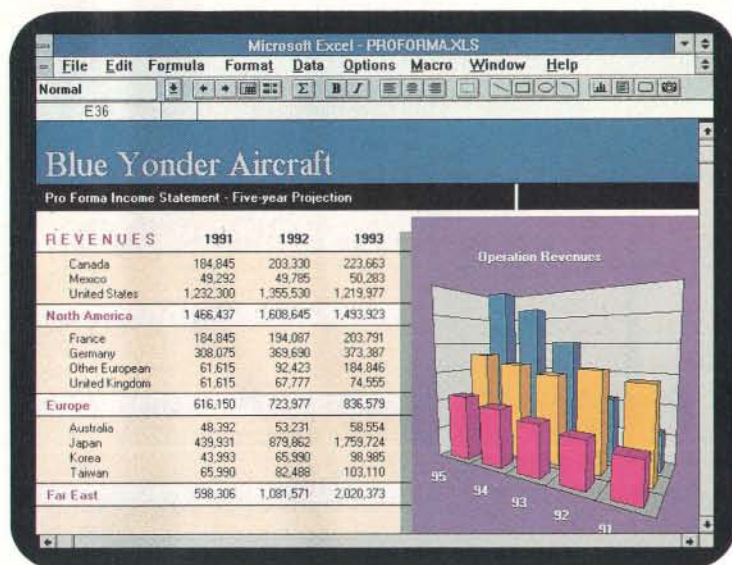 Microsoft Excel - PROFORMA.XLS
File Edit Formula Format Data Options Macro Window Help
Normal Σ B I
E36
Blue Yonder Aircraft
Pro Forma Income Statement - Five-year Projection
REVENUES 1991 1992 1993
Canada 184,845 203,330 223,663
Mexico 49,292 49,785 50,283
United States 1,232,300 1,355,530 1,219,977
North America 1 466,437 1,608,645 1,493,923
France 184,845 194,087 203,791
Germany 308,075 369,690 373,387
Other European 61,615 92,423 184,846
United Kingdom 61,615 67,777 74,555
Europe 616,150 723,977 836,579
Australia 48,392 53,231 58,554
Japan 439,931 879,862 1,759,724
Korea 43,993 65,990 98,985
Taiwan 65,990 82,488 103,110
Far East 598,306 1,081,571 2,020,373
Operation Revenues
95 94 93 92 91